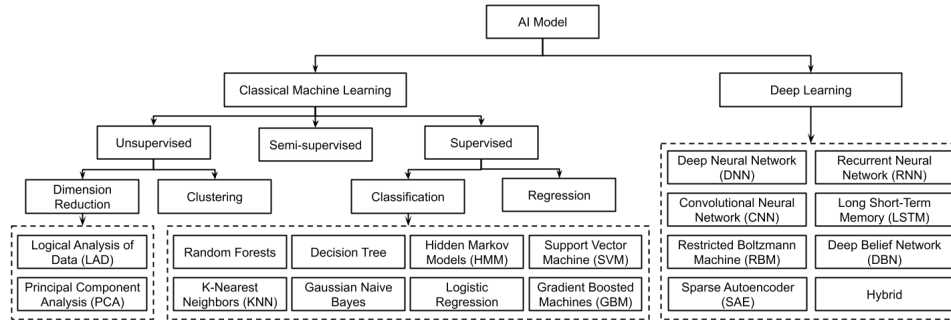 AI Model
Classical Machine Learning
Deep Learning
Unsupervised
Semi-supervised
Supervised
Dimension
Reduction
Clustering
Classification
Regression
Logical Analysis of
Data (LAD)
Principal Component
Analysis (PCA)
Random Forests
Decision Tree
Hidden Markov
Models (HMM)
Support Vector
Machine (SVM)
K-Nearest
Neighbors (KNN)
Gaussian Naive
Bayes
Logistic
Regression
Gradient Boosted
Machines (GBM)
Deep Neural Network
(DNN)
Recurrent Neural
Network (RNN)
Convolutional Neural
Network (CNN)
Long Short-Term
Memory (LSTM)
Restricted Boltzmann
Machine (RBM)
Deep Belief Network
(DBN)
Sparse Autoencoder
(SAE)
Hybrid